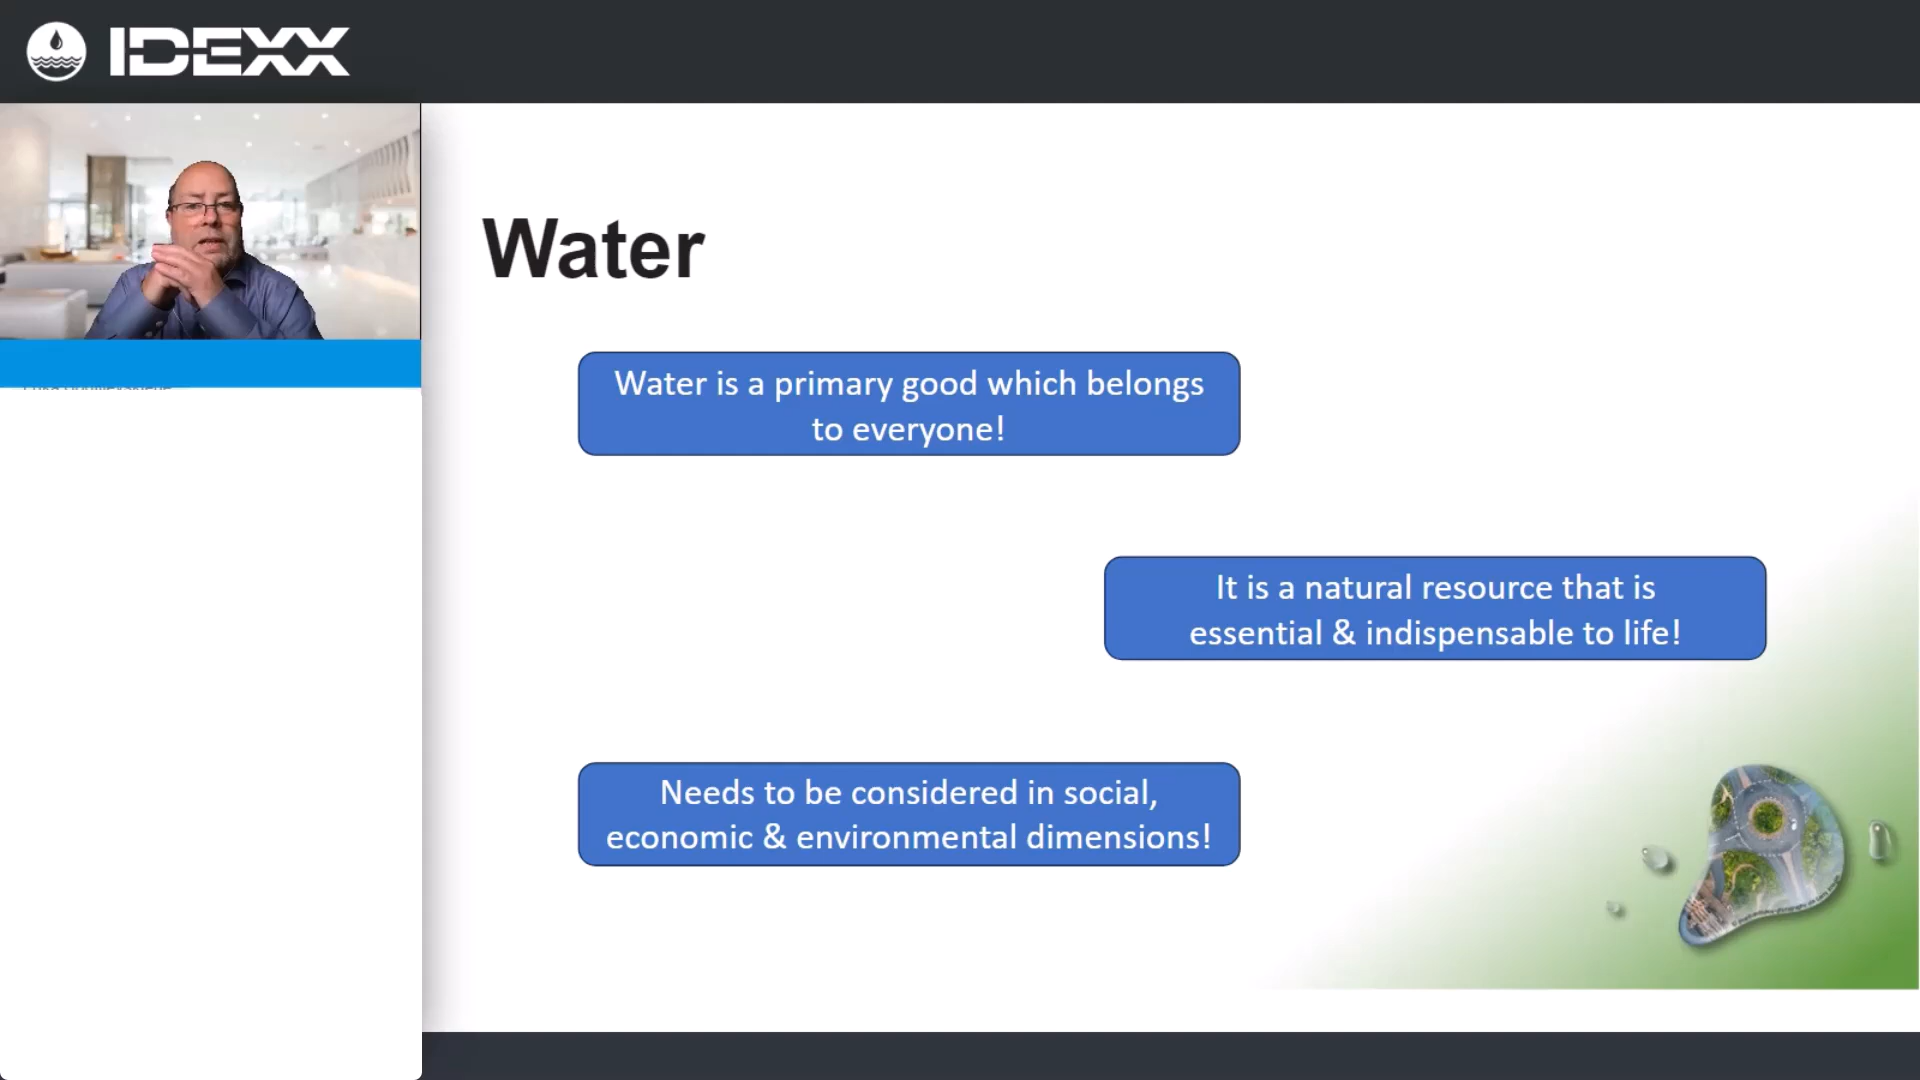 IDEXX
Water
Water is a primary good which belongs
to everyone!
It is a natural resource that is
essential & indispensable to life!
Needs to be considered in social,
economic & environmental dimensions!